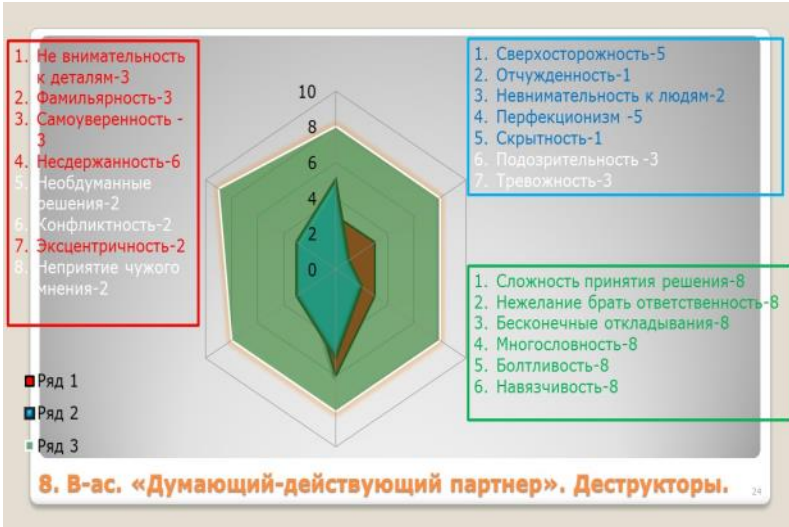 1. Не внимательность
к деталям-3
2. Фамильярность-3
3. Самоуверенность -
3
4. Несдержанность-6
5. Необдуманные
решения-2
6. Конфликтность-2
7. Эксцентричность-2
8. Неприятие чужого
мнения-2
10
8
6
4
2
0
1. Сверхосторожность-5
2. Отчужденность-1
3. Невнимательность к людям-2
4. Перфекционизм -5
5. Скрытность-1
6. Подозрительность -3
7. Тревожность-3
1. Сложность принятия решения-8
2. Нежелание брать ответственность-8
3. Бесконечные откладывания-8
4. Многословность-8
5. Болтливость-8
6. Навязчивость-8
Ряд 1
Ряд 2
Ряд 3
8. В-ас. «Думающий-действующий партнер». Деструкторы.
24